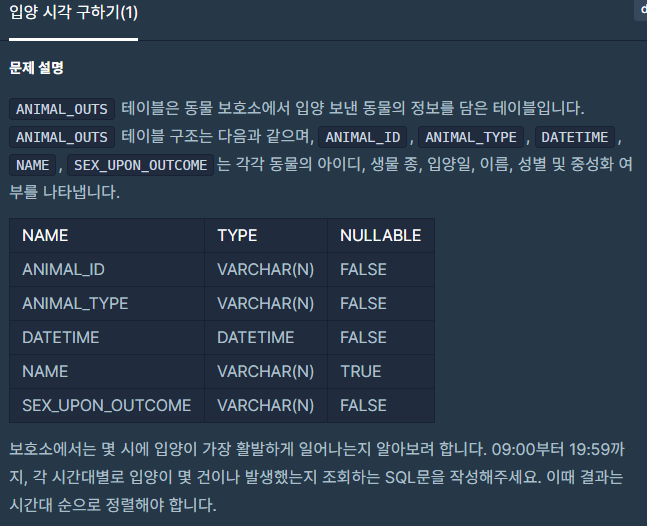 입양 시각 구하기(1)
문제 설명
ANIMAL_OUTS 테이블은 동물 보호소에서 입양 보낸 동물의 정보를 담은 테이블입니다.
ANIMAL_OUTS 테이블 구조는 다음과 같으며, ANIMAL_ID, ANIMAL_TYPE, DATETIME,
NAME, SEX_UPON_OUTCOME는 각각 동물의 아이디, 생물 종, 입양일, 이름, 성별 및 중성화 여
부를 나타냅니다.
NAME TYPE NULLABLE
ANIMAL_ID VARCHAR(N) FALSE
ANIMAL_TYPE VARCHAR(N) FALSE
DATETIME DATETIME FALSE
NAME VARCHAR(N) TRUE
SEX_UPON_OUTCOME VARCHAR(N) FALSE
보호소에서는 몇 시에 입양이 가장 활발하게 일어나는지 알아보려 합니다. 09:00부터 19:59까
지, 각 시간대별로 입양이 몇 건이나 발생했는지 조회하는 SQL문을 작성해주세요. 이때 결과는
시간대 순으로 정렬해야 합니다.